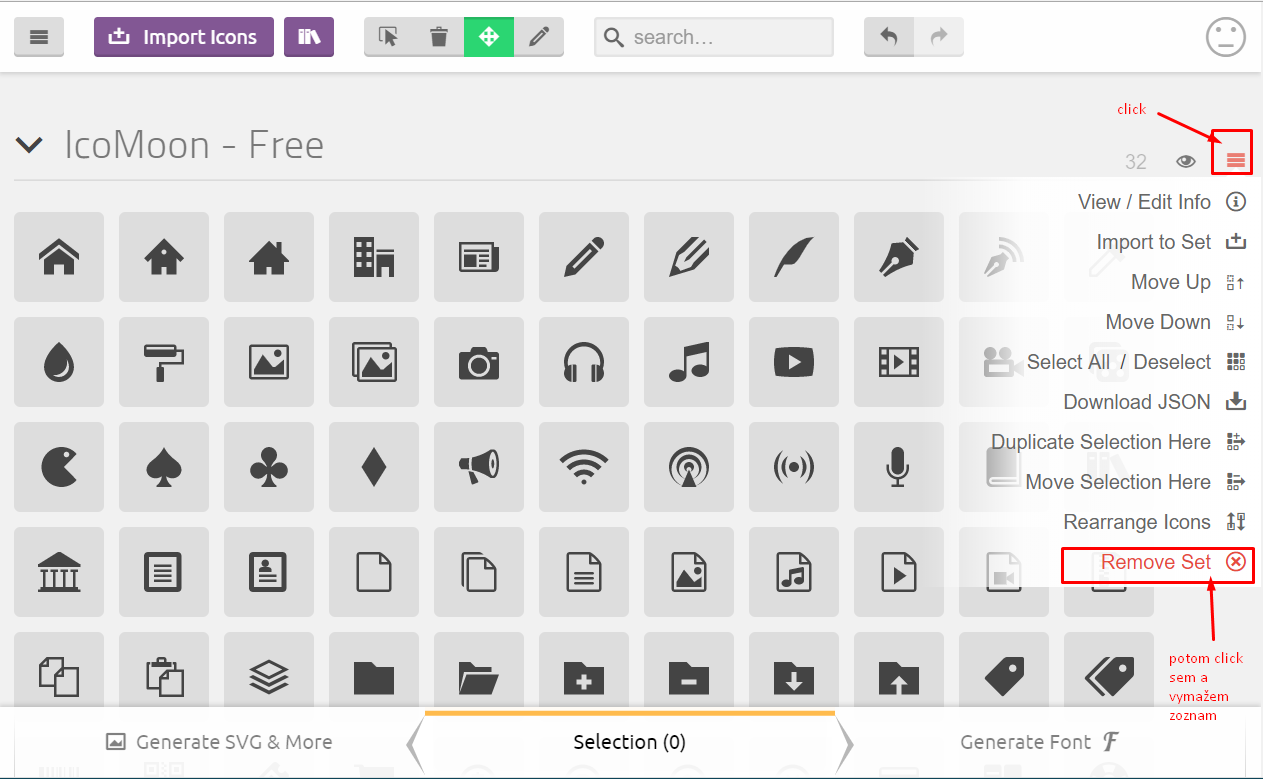 Import Icons
search...
click
IcoMoon - Free
32
View / Edit Info
Import to Set
Move Up
Move Down
Select All / Deselect
Download JSON
Duplicate Selection Here
Move Selection Here
Rearrange Icons
Remove Set
potom click
sem a
vymažem
zoznam
Generate SVG & More
Selection (0)
Generate Font